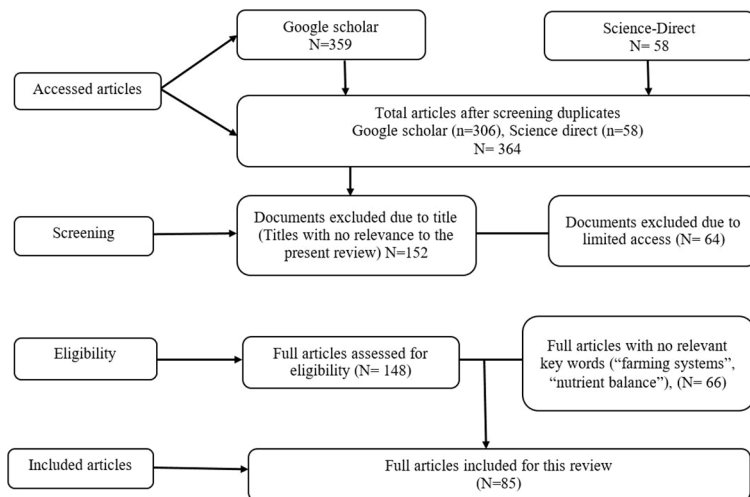 Google scholar
N=359
Science-Direct
N= 58
Accessed articles
Total articles after screening duplicates
Google scholar (n=306), Science direct (n=58)
N= 364
Screening
Documents excluded due to title
(Titles with no relevance to the
present review) N=152
Documents excluded due to
limited access (N= 64)
Eligibility
Full articles assessed for
eligibility (N= 148)
Full articles with no relevant
key words (“farming systems”,
“nutrient balance”), (N= 66)
Included articles
Full articles included for this review
(N=85)